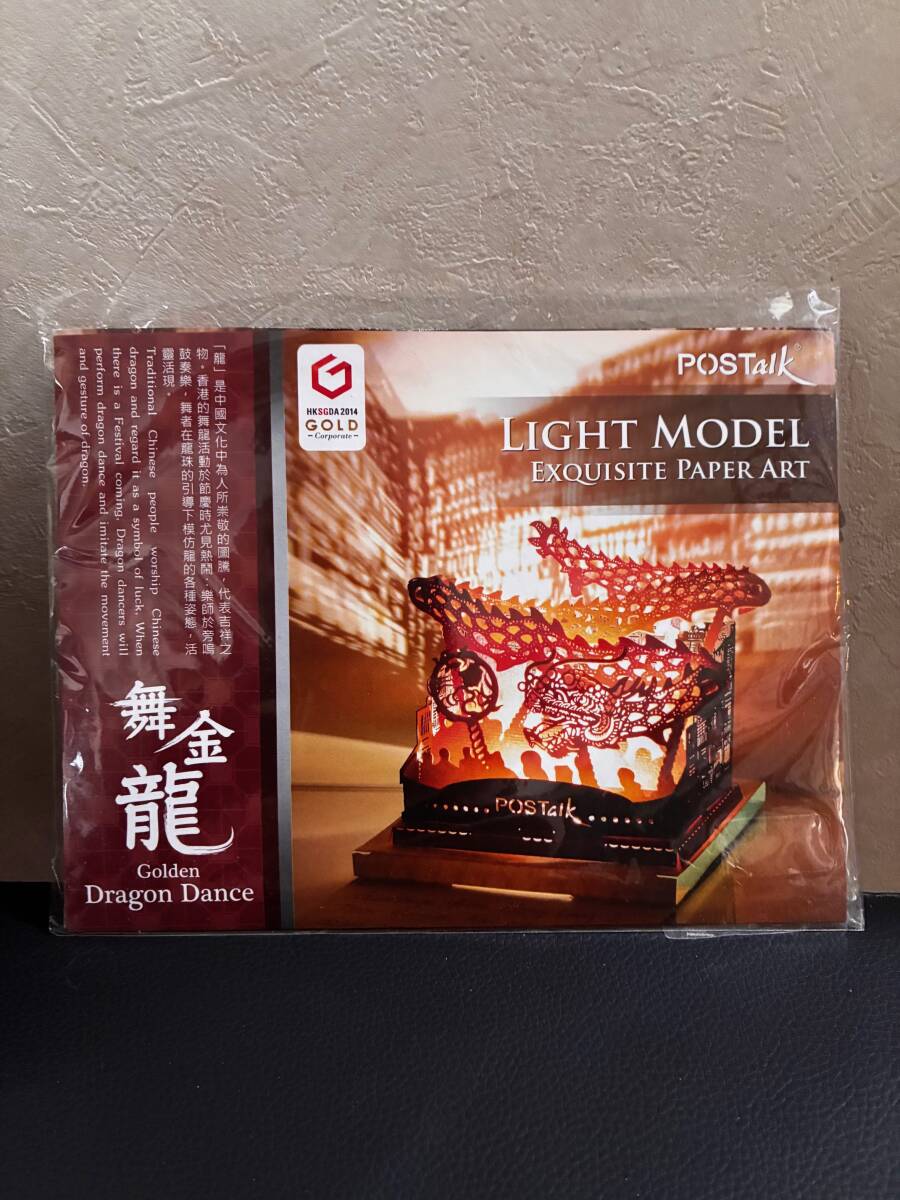 「龍」是中國文化中為人所崇敬的圖騰，代表吉祥之
物。香港的舞龍活動於節慶時尤見熱鬧：樂師於旁鳴
鼓奏樂，舞者在龍珠的引導下模仿龍的各種姿態，活
靈活現。
Traditional Chinese people worship Chinese
dragon and regard it as a symbol of luck. When
there is a Festival coming, Dragon dancers will
perform dragon dance and imitate the movement
and gesture of dragon.
舞金龍
Golden
Dragon Dance
HKSGDA 2014
GOLD
- Corporate -
POSTalk®
LIGHT MODEL
EXQUISITE PAPER ART
POSTalk